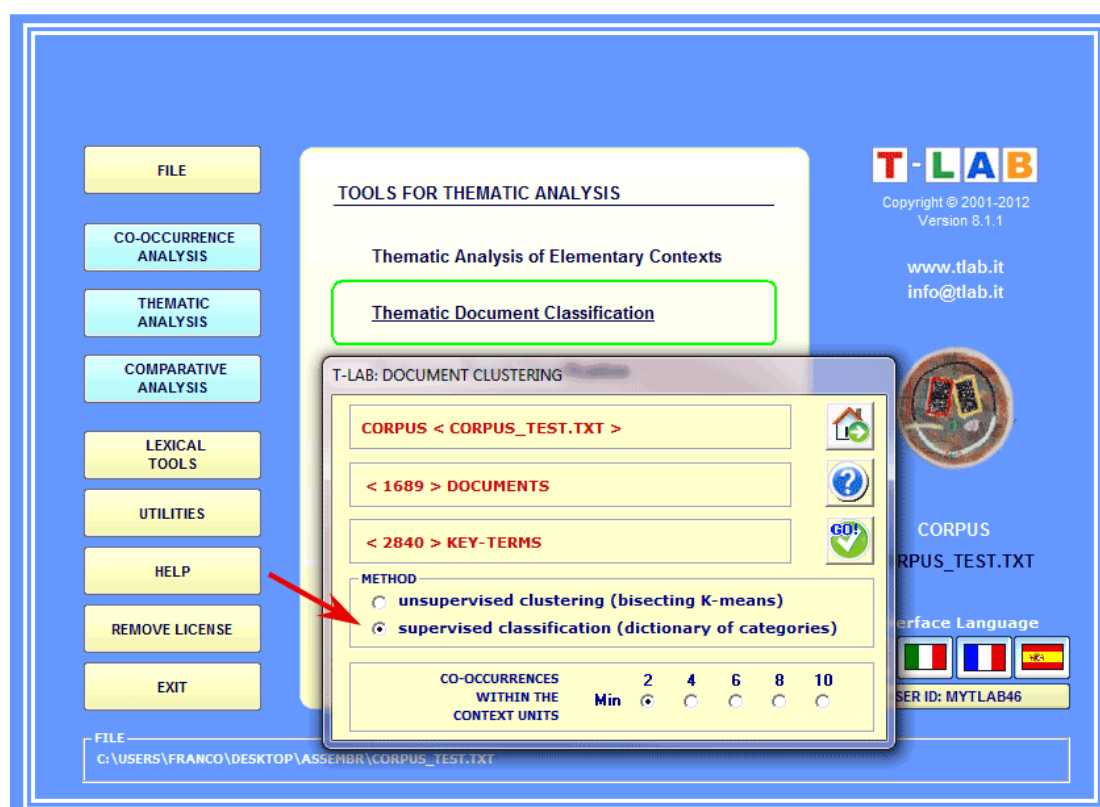 FILE
CO-OCCURRENCE
ANALYSIS
THEMATIC
ANALYSIS
COMPARATIVE
ANALYSIS
LEXICAL
TOOLS
UTILITIES
HELP
REMOVE LICENSE
EXIT
TOOLS FOR THEMATIC ANALYSIS
Thematic Analysis of Elementary Contexts
Thematic Document Classification
T-LAB: DOCUMENT CLUSTERING
CORPUS < CORPUS_TEST.TXT >
< 1689 > DOCUMENTS
< 2840 > KEY-TERMS
GO!
METHOD
unsupervised clustering (bisecting K-means)
supervised classification (dictionary of categories)
CO-OCCURRENCES
WITHIN THE
CONTEXT UNITS
Min 2 4 6 8 10
T-LAB
Copyright © 2001-2012
Version 8.1.1
www.tlab.it
info@tlab.it
CORPUS
RPUS_TEST.TXT
erface Language
SER ID: MYTLAB46
FILE
C:\USERS\FRANCO\DESKTOP\ASSEMBR\CORPUS_TEST.TXT